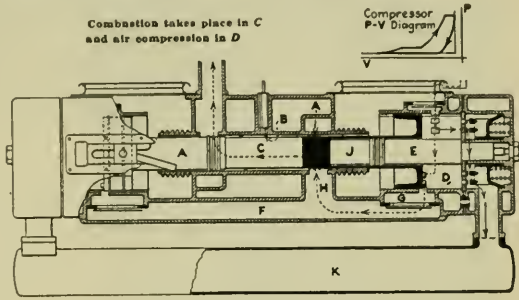 Combustion takes place in C
and air compression in D
Compressor
P-V Diagram
P
V
A
B
A
C
J
E
D
H
G
F
K